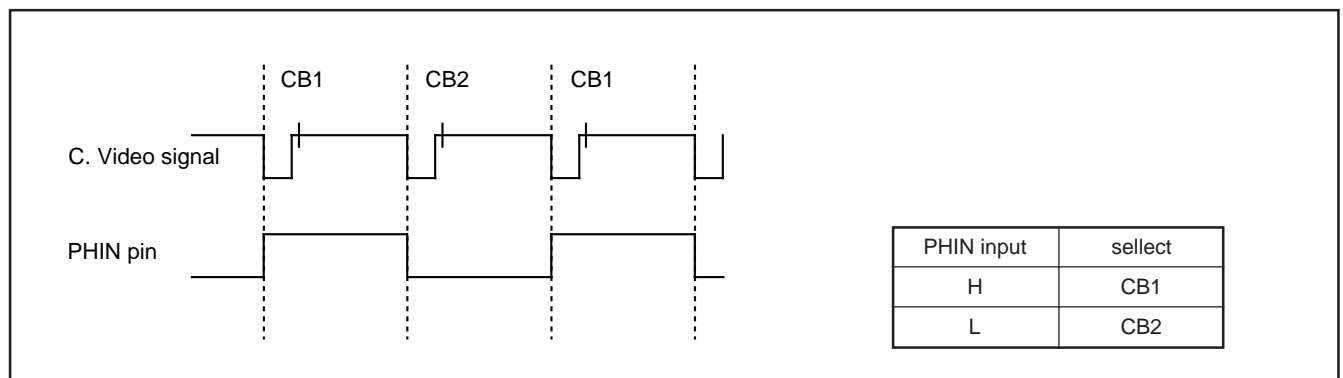 CB1 CB2 CB1
C. Video signal
PHIN pin
PHIN input sellect
H CB1
L CB2